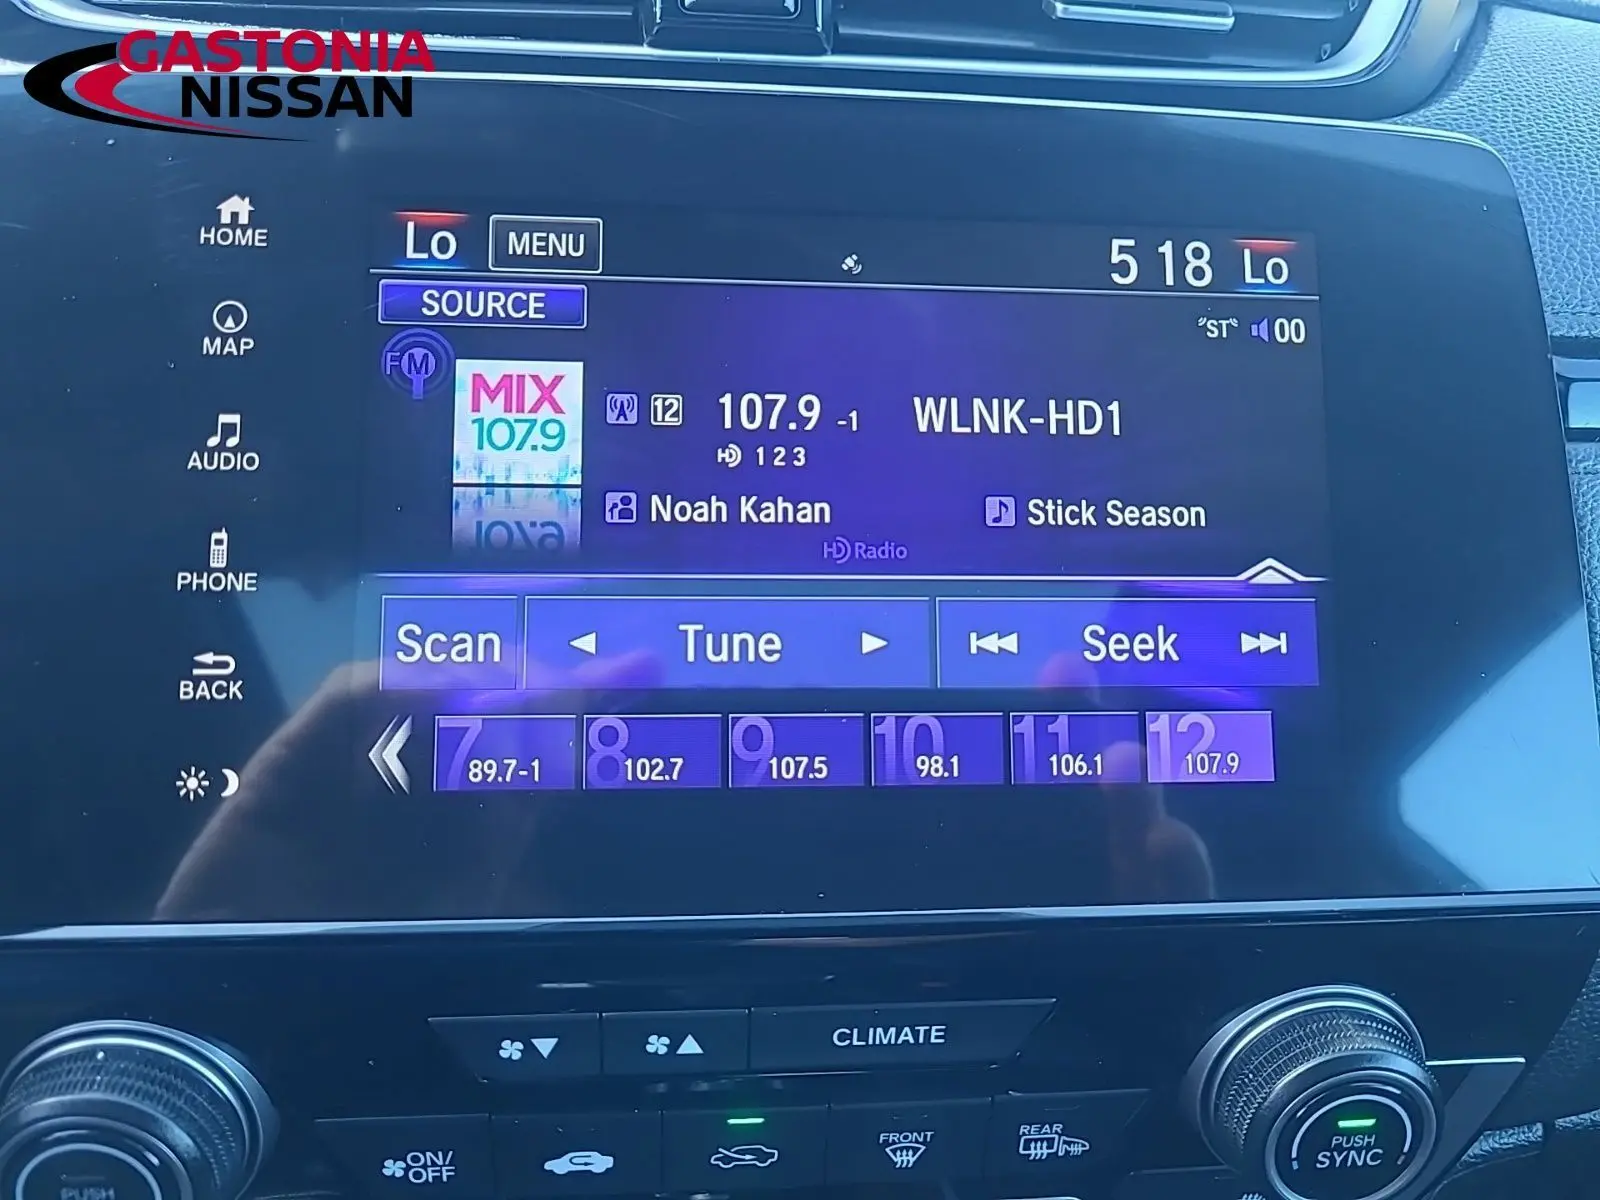 GASTONIA
NISSAN
HOME
MAP
AUDIO
PHONE
BACK
Lo MENU 5 18 Lo
SOURCE
"ST" 00
FM
MIX
107.9
12 107.9 -1 WLNK-HD1
HD 1 2 3
Noah Kahan Stick Season
HD Radio
Scan Tune Seek
7 89.7-1 8 102.7 9 107.5 10 98.1 11 106.1 12 107.9
CLIMATE
ON/
OFF
FRONT
REAR
PUSH
SYNC
PUSH